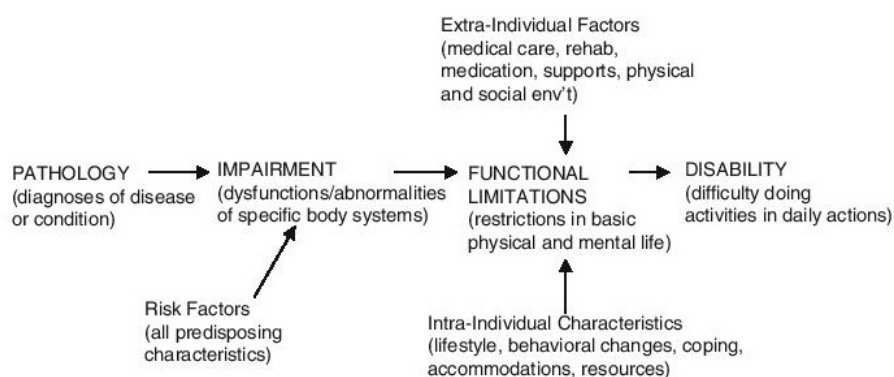 Extra-Individual Factors
(medical care, rehab,
medication, supports, physical
and social env't)
PATHOLOGY
(diagnoses of disease
or condition)
IMPAIRMENT
(dysfunctions/abnormalities
of specific body systems)
FUNCTIONAL
LIMITATIONS
(restrictions in basic
physical and mental life)
DISABILITY
(difficulty doing
activities in daily actions)
Risk Factors
(all predisposing
characteristics)
Intra-Individual Characteristics
(lifestyle, behavioral changes, coping,
accommodations, resources)